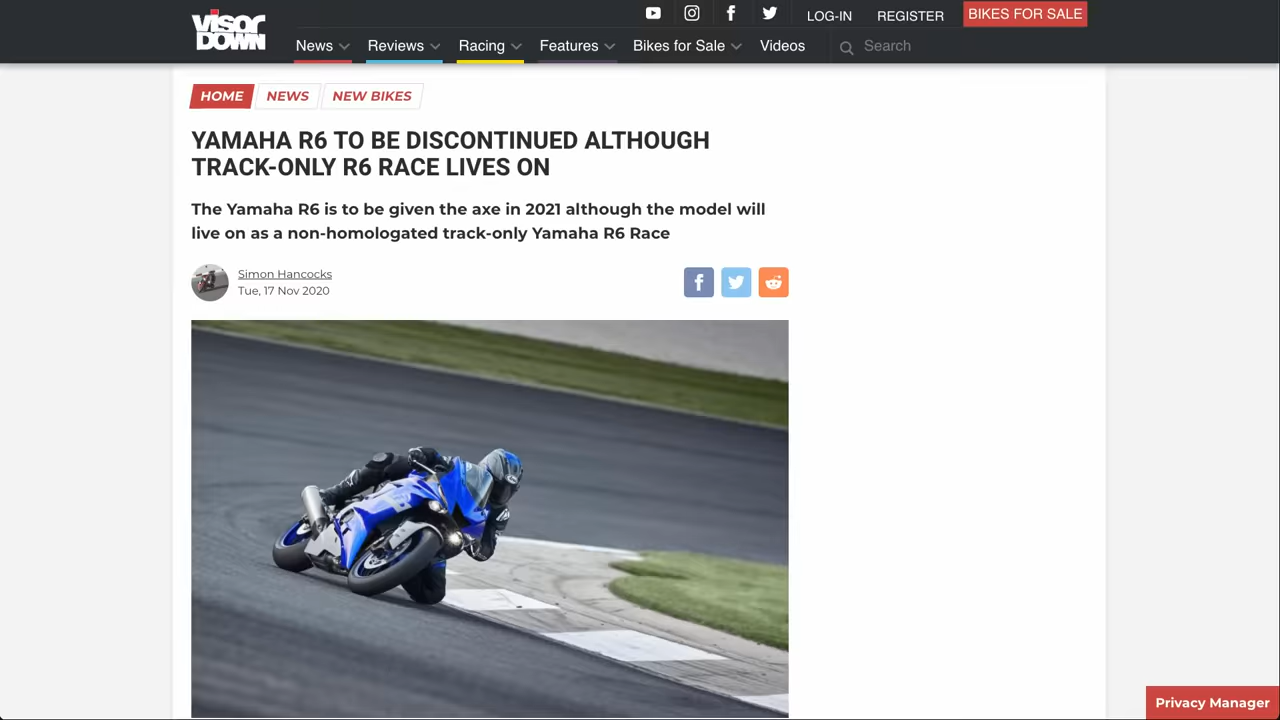 VISOR
DOWN
LOG-IN
REGISTER
BIKES FOR SALE
News
Reviews
Racing
Features
Bikes for Sale
Videos
Search
HOME
NEWS
NEW BIKES
YAMAHA R6 TO BE DISCONTINUED ALTHOUGH
TRACK-ONLY R6 RACE LIVES ON
The Yamaha R6 is to be given the axe in 2021 although the model will
live on as a non-homologated track-only Yamaha R6 Race
Simon Hancocks
Tue, 17 Nov 2020
Privacy Manager